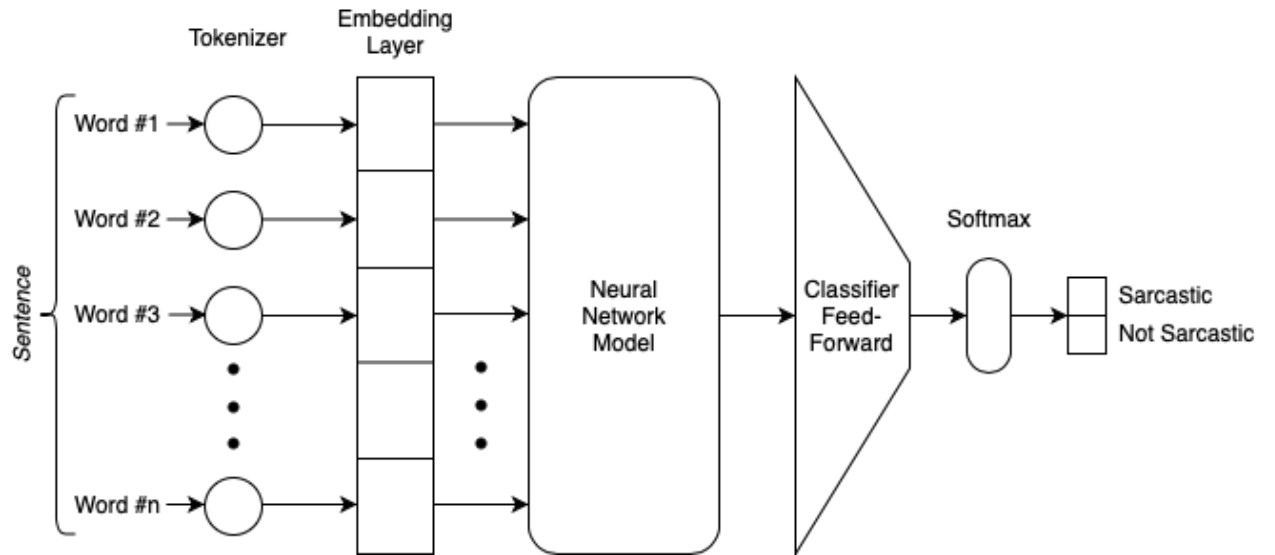 Tokenizer
Embedding
Layer
Sentence
Word #1
Word #2
Word #3
Word #n
Neural
Network
Model
Classifier
Feed-
Forward
Softmax
Sarcastic
Not Sarcastic